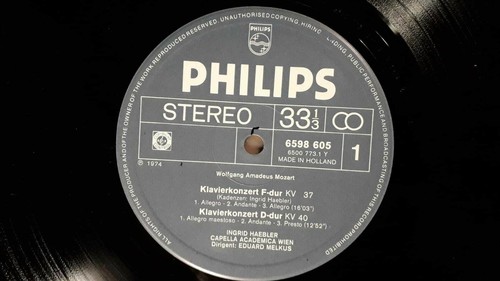 ALL RIGHTS OF THE PRODUCER AND OF THE OWNER OF THE WORK REPRODUCED RESERVED. UNAUTHORISED COPYING, HIRING, LENDING, PUBLIC PERFORMANCE AND BROADCASTING OF THIS RECORD PROHIBITED
PHILIPS
PHILIPS
STEREO 33 1/3
6598 605
6500 773.1 Y
MADE IN HOLLAND
1
℗ 1974
Wolfgang Amadeus Mozart
Klavierkonzert F-dur KV 37
(Kadenzen: Ingrid Haebler)
1. Allegro - 2. Andante - 3. Allegro (16'03")
Klavierkonzert D-dur KV 40
1. Allegro maestoso - 2. Andante - 3. Presto (12'52")
INGRID HAEBLER
CAPELLA ACADEMICA WIEN
Dirigent: EDUARD MELKUS